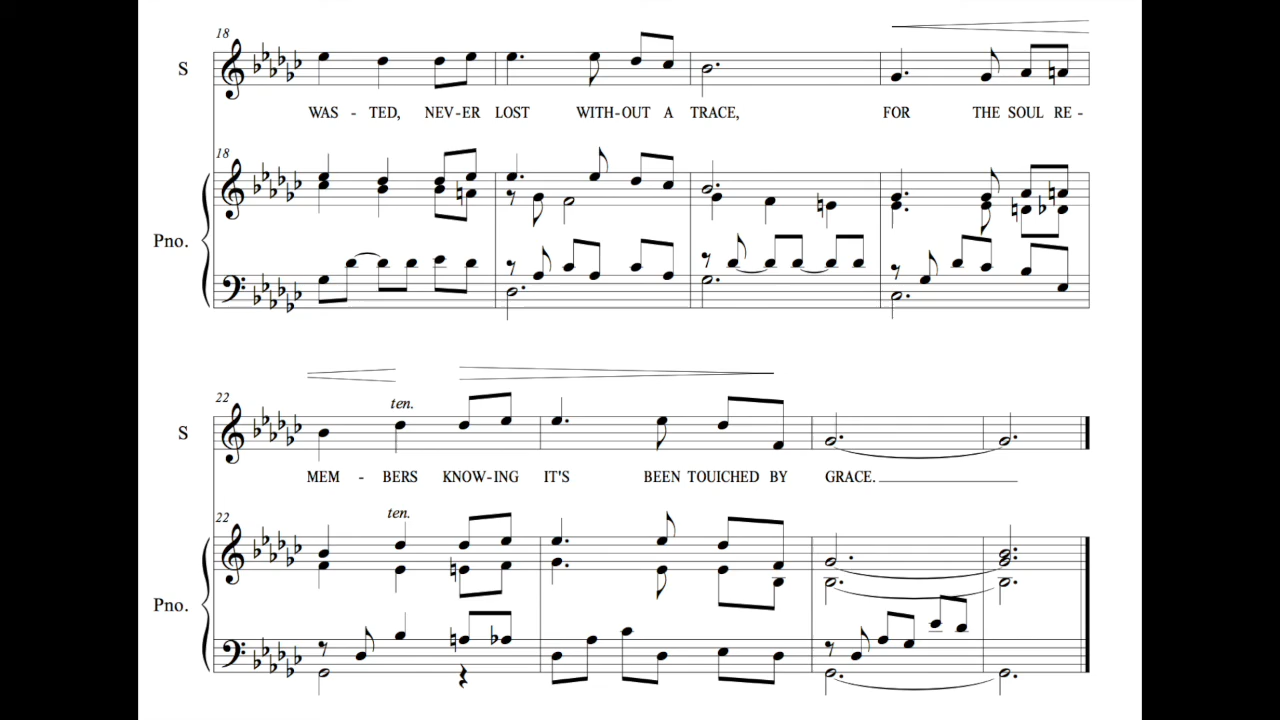 18
S
WAS - TED, NEV-ER LOST WITH-OUT A TRACE, FOR THE SOUL RE -
18
Pno.
22
ten.
S
MEM - BERS KNOW-ING IT'S BEEN TOUICHED BY GRACE.
22
ten.
Pno.